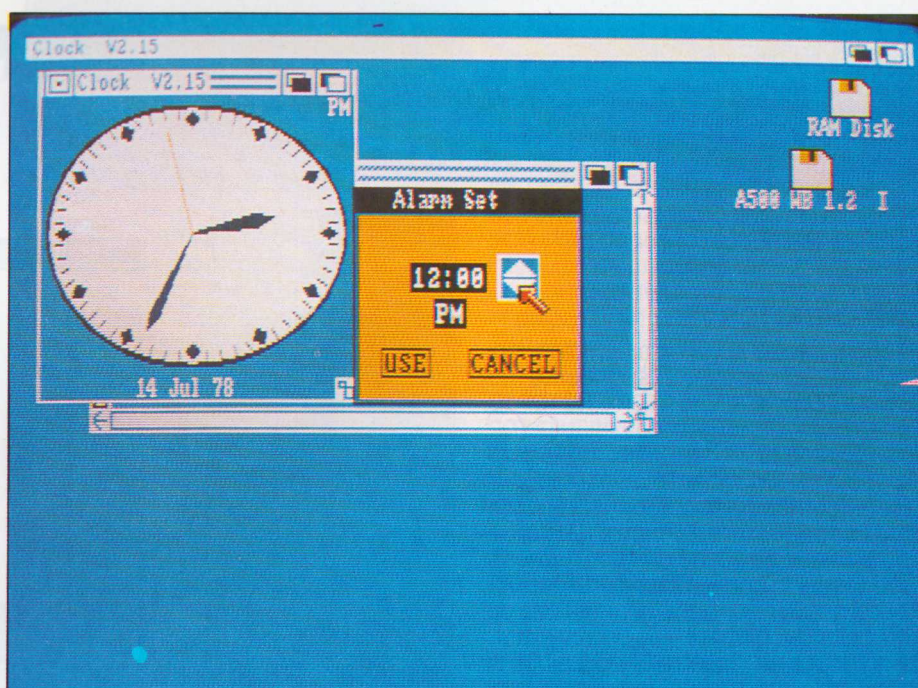 Clock V2.15
Clock V2.15
PM
RAM Disk
A500 WB 1.2 I
Alarm Set
12:00
PM
USE CANCEL
14 Jul 78